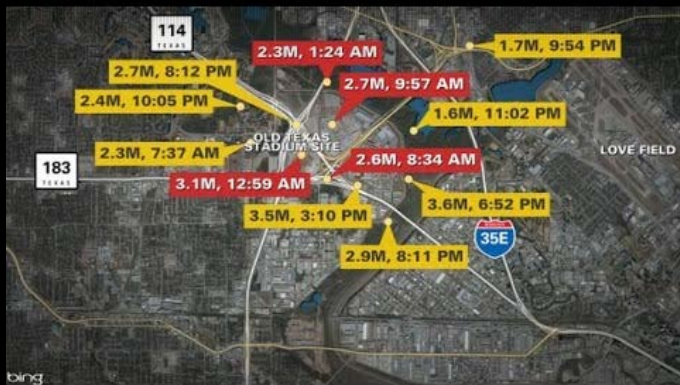 114
TEXAS
2.3M, 1:24 AM
1.7M, 9:54 PM
2.7M, 8:12 PM
2.7M, 9:57 AM
2.4M, 10:05 PM
1.6M, 11:02 PM
OLD TEXAS
STADIUM SITE
2.3M, 7:37 AM
LOVE FIELD
2.6M, 8:34 AM
183
TEXAS
3.1M, 12:59 AM
3.6M, 6:52 PM
3.5M, 3:10 PM
35E
2.9M, 8:11 PM
bing